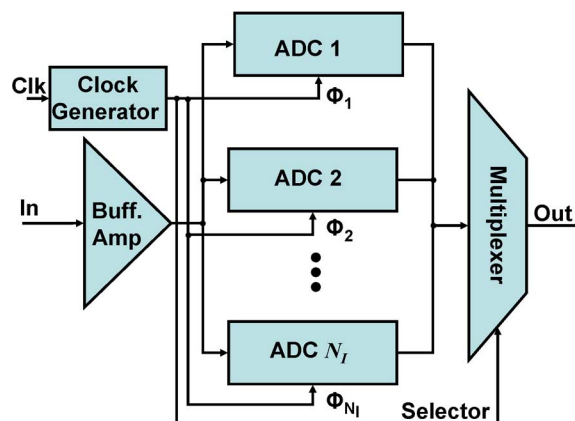 ADC 1
Clk
Clock
Generator
Φ1
ADC 2
In
Buff.
Amp
Φ2
Multiplexer
Out
ADC NI
ΦNI
Selector